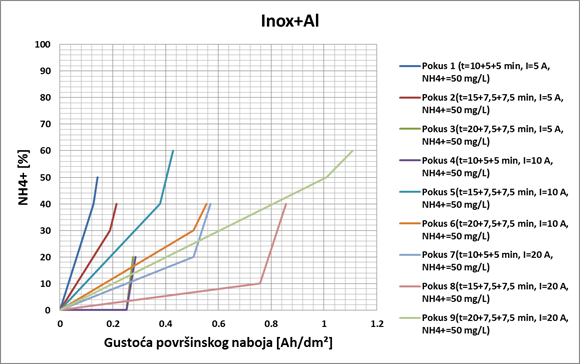 Inox+Al
NH4+ [%]
100
90
80
70
60
50
40
30
20
10
0
0
0.2
0.4
0.6
0.8
1
1.2
Gustoća površinskog naboja [Ah/dm²]
Pokus 1 (t=10+5+5 min, I=5 A,
NH4+=50 mg/L)
Pokus 2(t=15+7,5+7,5 min, I=5 A,
NH4+=50 mg/L)
Pokus 3(t=20+7,5+7,5 min, I=5 A,
NH4+=50 mg/L)
Pokus 4(t=10+5+5 min, I=10 A,
NH4+=50 mg/L)
Pokus 5(t=15+7,5+7,5 min, I=10 A,
NH4+=50 mg/L)
Pokus 6(t=20+7,5+7,5 min, I=10 A,
NH4+=50 mg/L)
Pokus 7(t=10+5+5 min, I=20 A,
NH4+=50 mg/L)
Pokus 8(t=15+7,5+7,5 min, I=20 A,
NH4+=50 mg/L)
Pokus 9(t=20+7,5+7,5 min, I=20 A,
NH4+=50 mg/L)